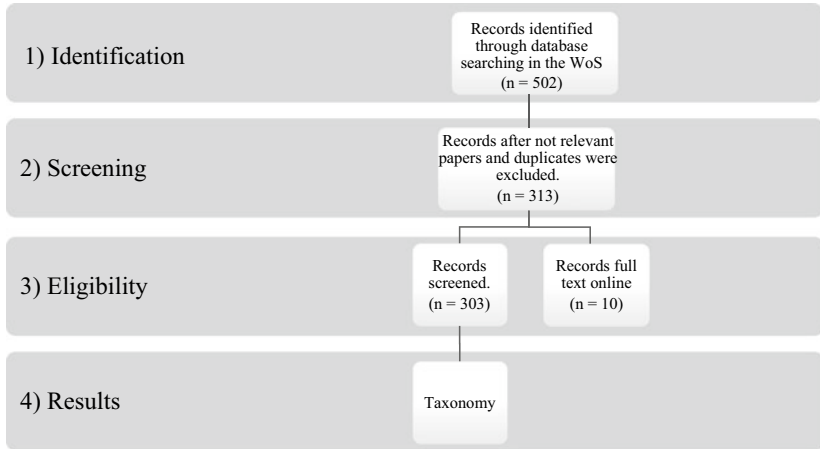 1) Identification
Records identified
through database
searching in the WoS
(n = 502)
2) Screening
Records after not relevant
papers and duplicates were
excluded.
(n = 313)
3) Eligibility
Records
screened.
(n = 303)
Records full
text online
(n = 10)
4) Results
Taxonomy